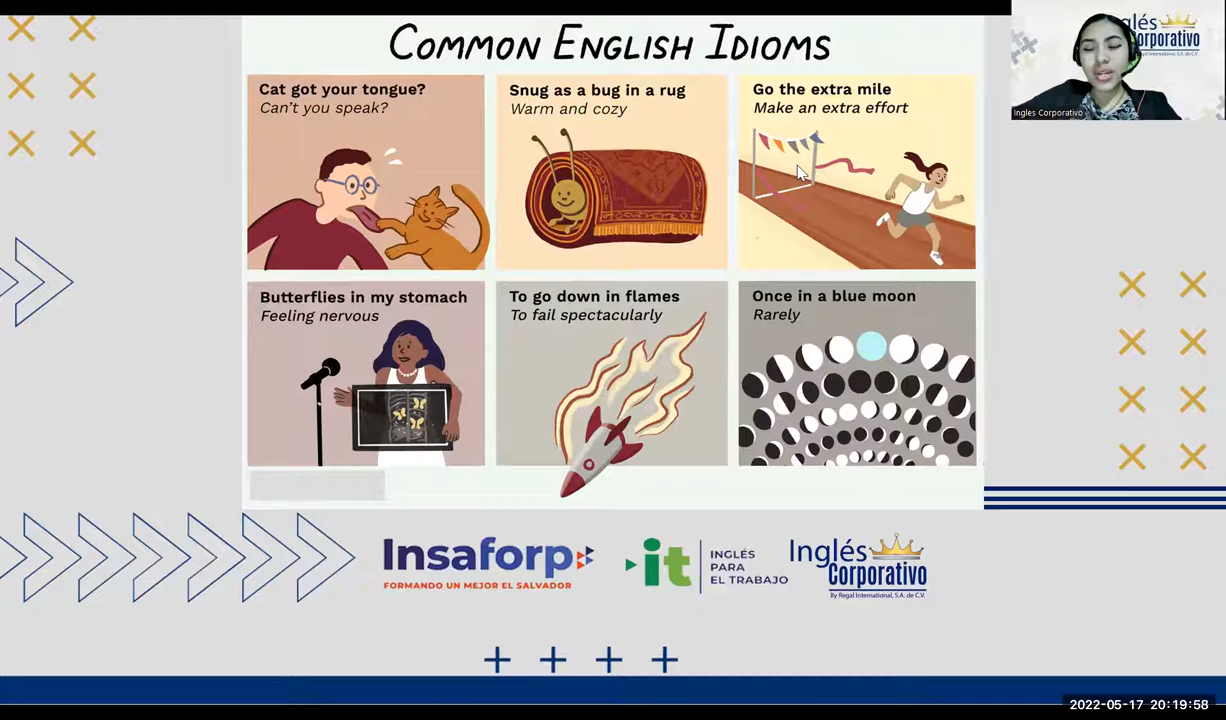 COMMON ENGLISH IDIOMS
Cat got your tongue?
Can't you speak?
Snug as a bug in a rug
Warm and cozy
Go the extra mile
Make an extra effort
Butterflies in my stomach
Feeling nervous
To go down in flames
To fail spectacularly
Once in a blue moon
Rarely
Insaforp
FORMANDO UN MEJOR EL SALVADOR
it
INGLÉS
PARA
EL TRABAJO
Inglés
Corporativo
By Regal International, S.A. de C.V.
glés
orporativo
Ingles Corporativo
2022-05-17 20:19:58